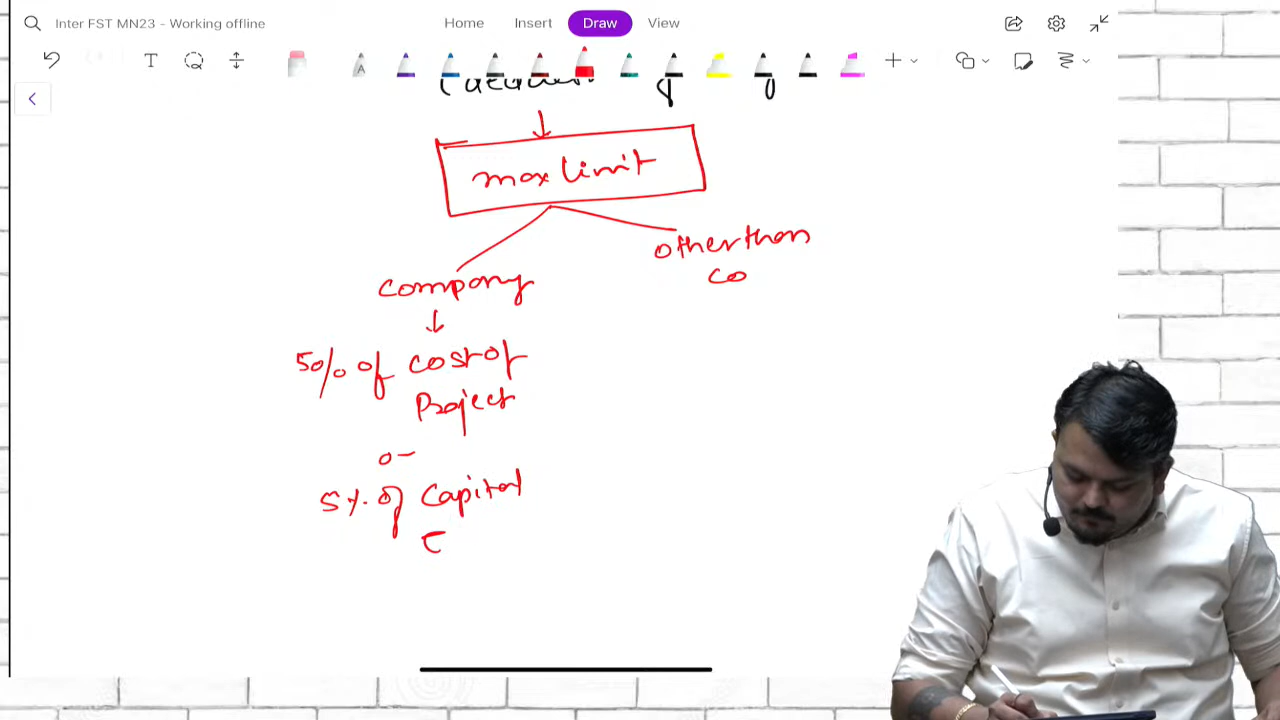 Inter FST MN23 - Working offline
Home Insert Draw View
max limit
Other than
co
company
5% of cost of
Project
or
5% of Capital
E